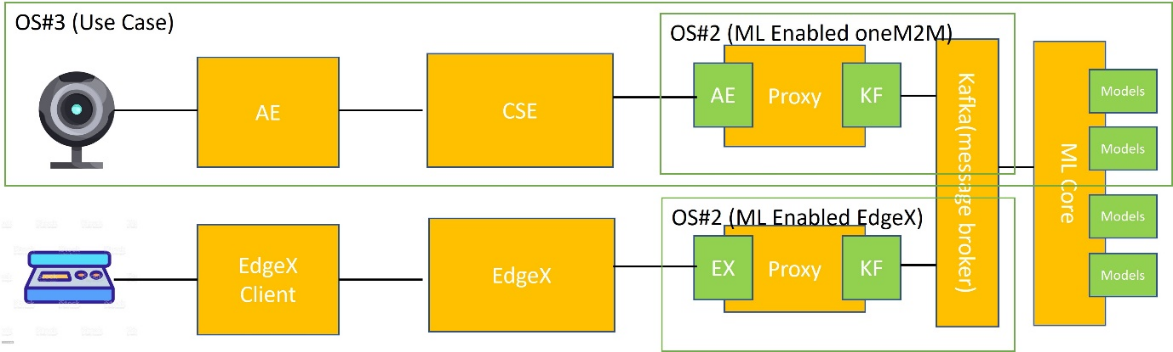 OS#3 (Use Case)
OS#2 (ML Enabled oneM2M)
AE
CSE
AE
Proxy
KF
Kafka(message broker)
ML Core
Models
Models
Models
Models
OS#2 (ML Enabled EdgeX)
EdgeX
Client
EdgeX
EX
Proxy
KF